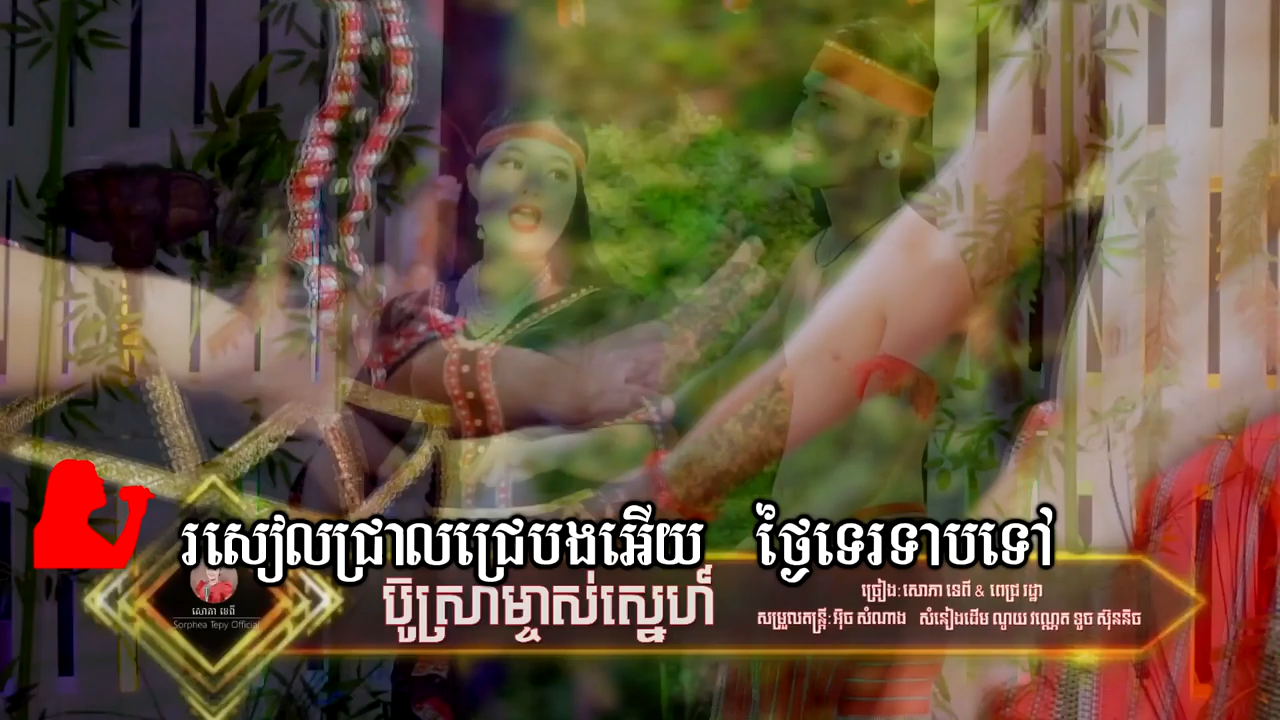 រសៀលជ្រាលជ្រេបងអើយ ថ្ងៃទេរទាបទៅ
ប៊ូស្រាម្ចាស់ស្នេហ៍
ច្រៀង: សោភា ទេពី & ពេជ្រ រដ្ឋា
សម្រួលតន្ត្រី: អ៊ិច សំណាង សំនៀងដើម ណូយ វណ្ណេត ទូច ស៊ុននិច
សោភា ទេពី
Sorphea Tepy Official